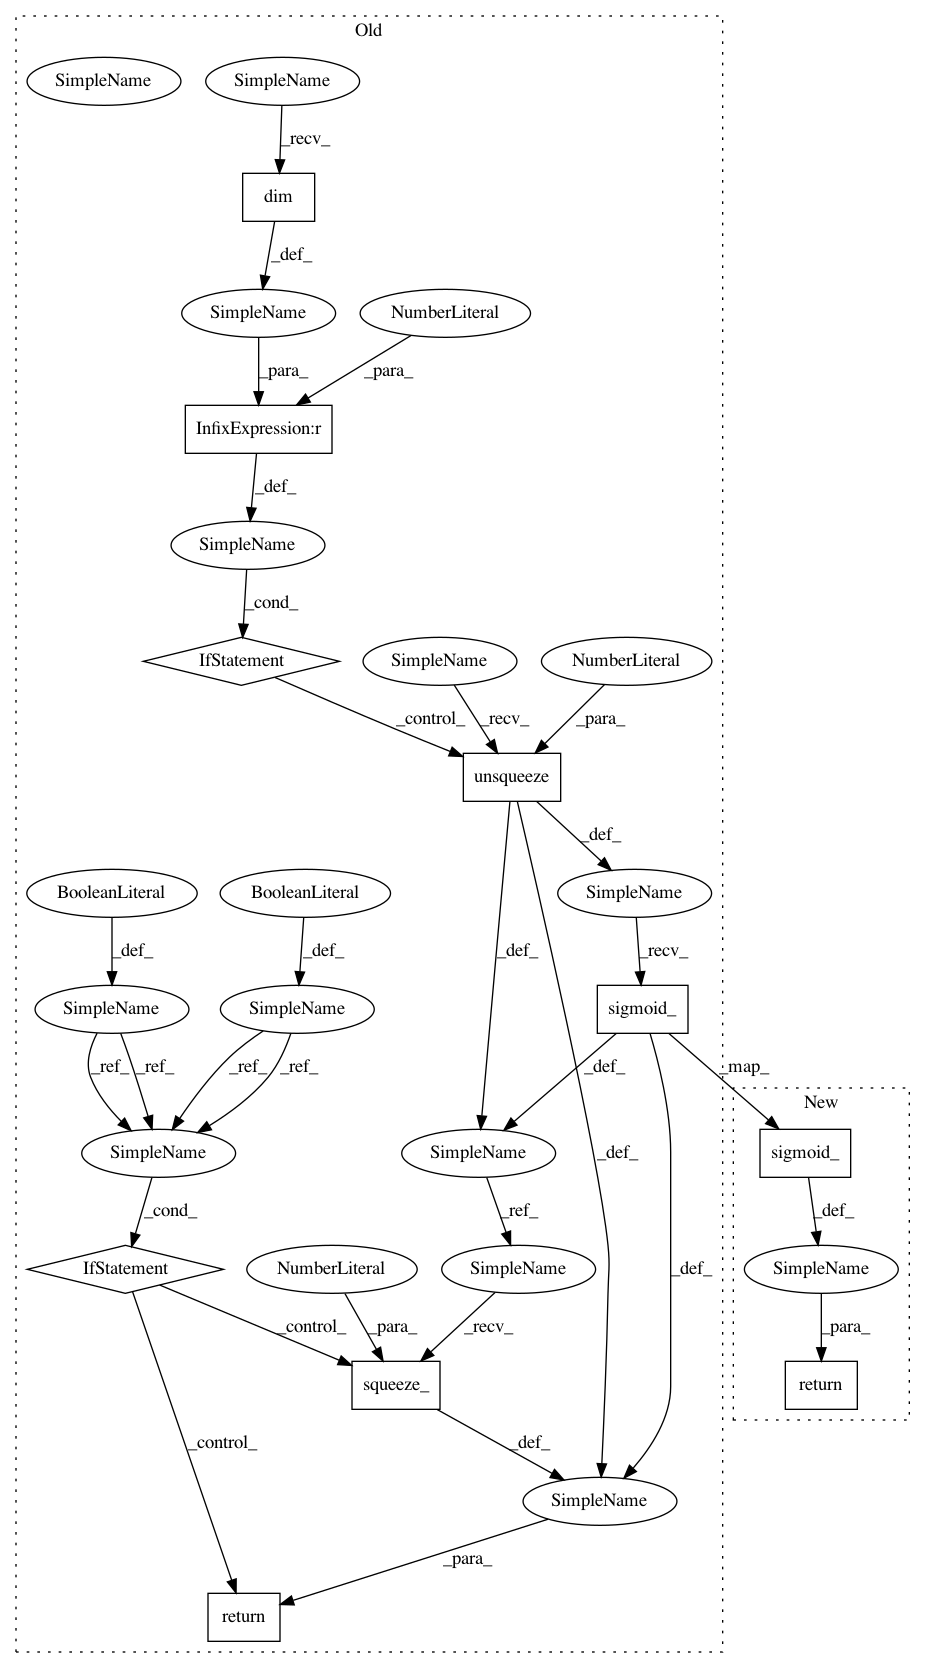 Old
SimpleName
SimpleName
_recv_
dim
_def_
SimpleName
NumberLiteral
_para_
_para_
InfixExpression:r
_def_
SimpleName
_cond_
IfStatement
SimpleName
NumberLiteral
_control_
_recv_
_para_
unsqueeze
_def_
BooleanLiteral
BooleanLiteral
SimpleName
_def_
_def_
_def_
_recv_
SimpleName
SimpleName
sigmoid_
_ref_
_ref_
_ref_
_ref_
_def_
_map_
New
SimpleName
SimpleName
_def_
sigmoid_
_cond_
_ref_
_def_
IfStatement
NumberLiteral
SimpleName
_def_
SimpleName
_control_
_para_
_recv_
_para_
squeeze_
return
_control_
_def_
SimpleName
_para_
return